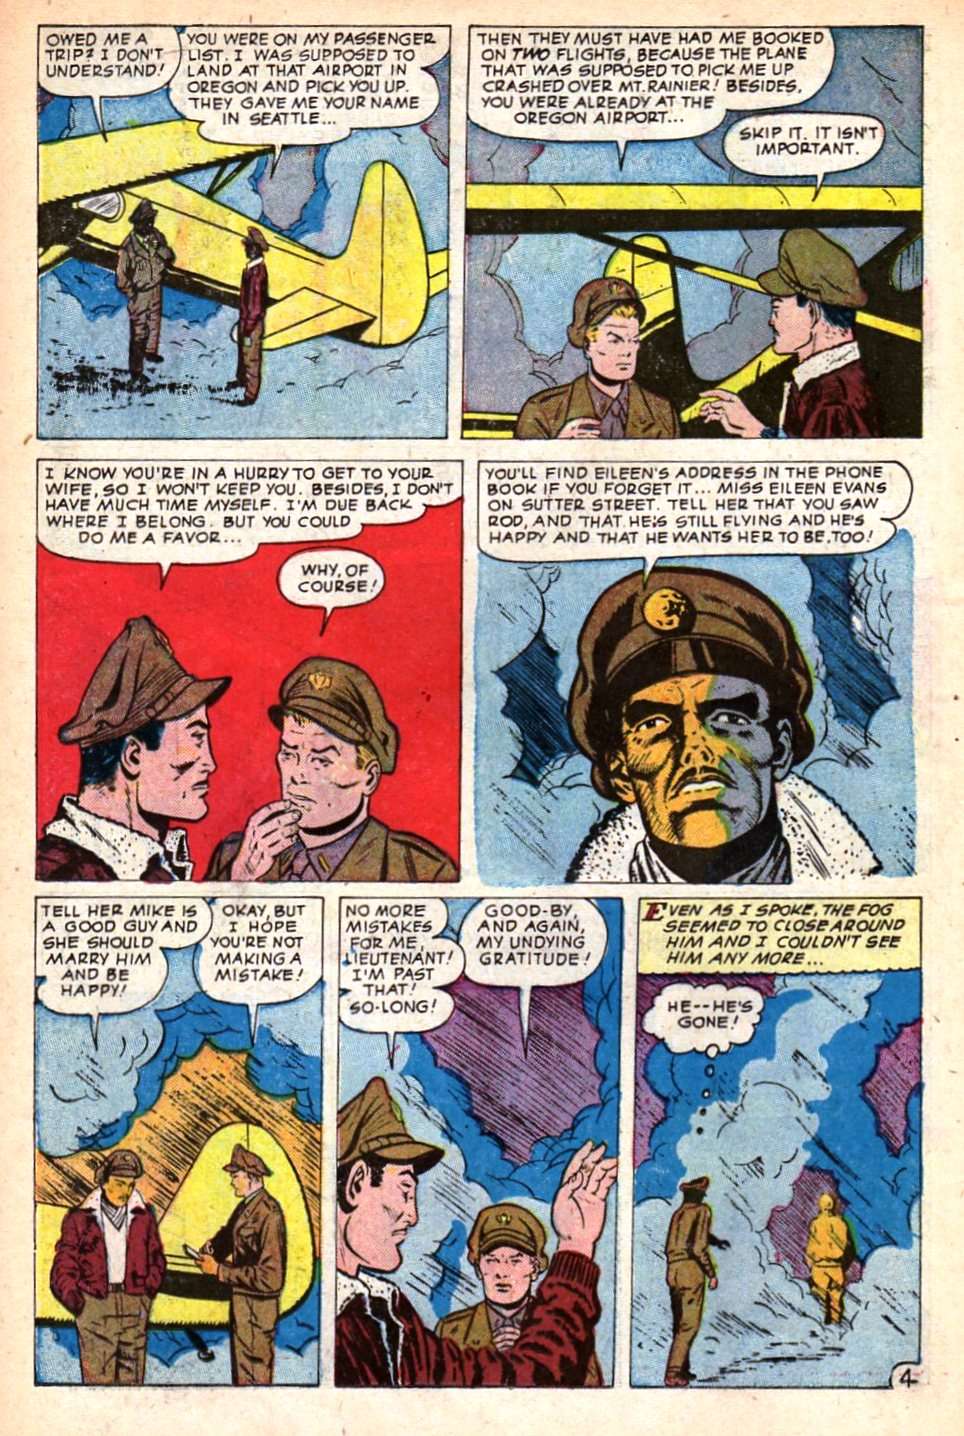 OWED ME A
TRIP? I DON'T
UNDERSTAND!
YOU WERE ON MY PASSENGER
LIST. I WAS SUPPOSED TO
LAND AT THAT AIRPORT IN
OREGON AND PICK YOU UP.
THEY GAVE ME YOUR NAME
IN SEATTLE...
THEN THEY MUST HAVE HAD ME BOOKED
ON TWO FLIGHTS, BECAUSE THE PLANE
THAT WAS SUPPOSED TO PICK ME UP
CRASHED OVER MT. RAINIER! BESIDES,
YOU WERE ALREADY AT THE
OREGON AIRPORT...
SKIP IT. IT ISN'T
IMPORTANT.
I KNOW YOU'RE IN A HURRY TO GET TO YOUR
WIFE, SO I WON'T KEEP YOU. BESIDES, I DON'T
HAVE MUCH TIME MYSELF. I'M DUE BACK
WHERE I BELONG. BUT YOU COULD
DO ME A FAVOR...
WHY, OF
COURSE!
YOU'LL FIND EILEEN'S ADDRESS IN THE PHONE
BOOK IF YOU FORGET IT... MISS EILEEN EVANS
ON SUTTER STREET. TELL HER THAT YOU SAW
ROD, AND THAT HE'S STILL FLYING AND HE'S
HAPPY AND THAT HE WANTS HER TO BE, TOO!
TELL HER MIKE IS
A GOOD GUY AND
SHE SHOULD
MARRY HIM
AND BE
HAPPY!
OKAY, BUT
I HOPE
YOU'RE NOT
MAKING A
MISTAKE!
NO MORE
MISTAKES
FOR ME,
LIEUTENANT!
I'M PAST
THAT!
SO-LONG!
GOOD-BY,
AND AGAIN,
MY UNDYING
GRATITUDE!
EVEN AS I SPOKE, THE FOG
SEEMED TO CLOSE AROUND
HIM AND I COULDN'T SEE
HIM ANY MORE...
HE--HE'S
GONE!
4